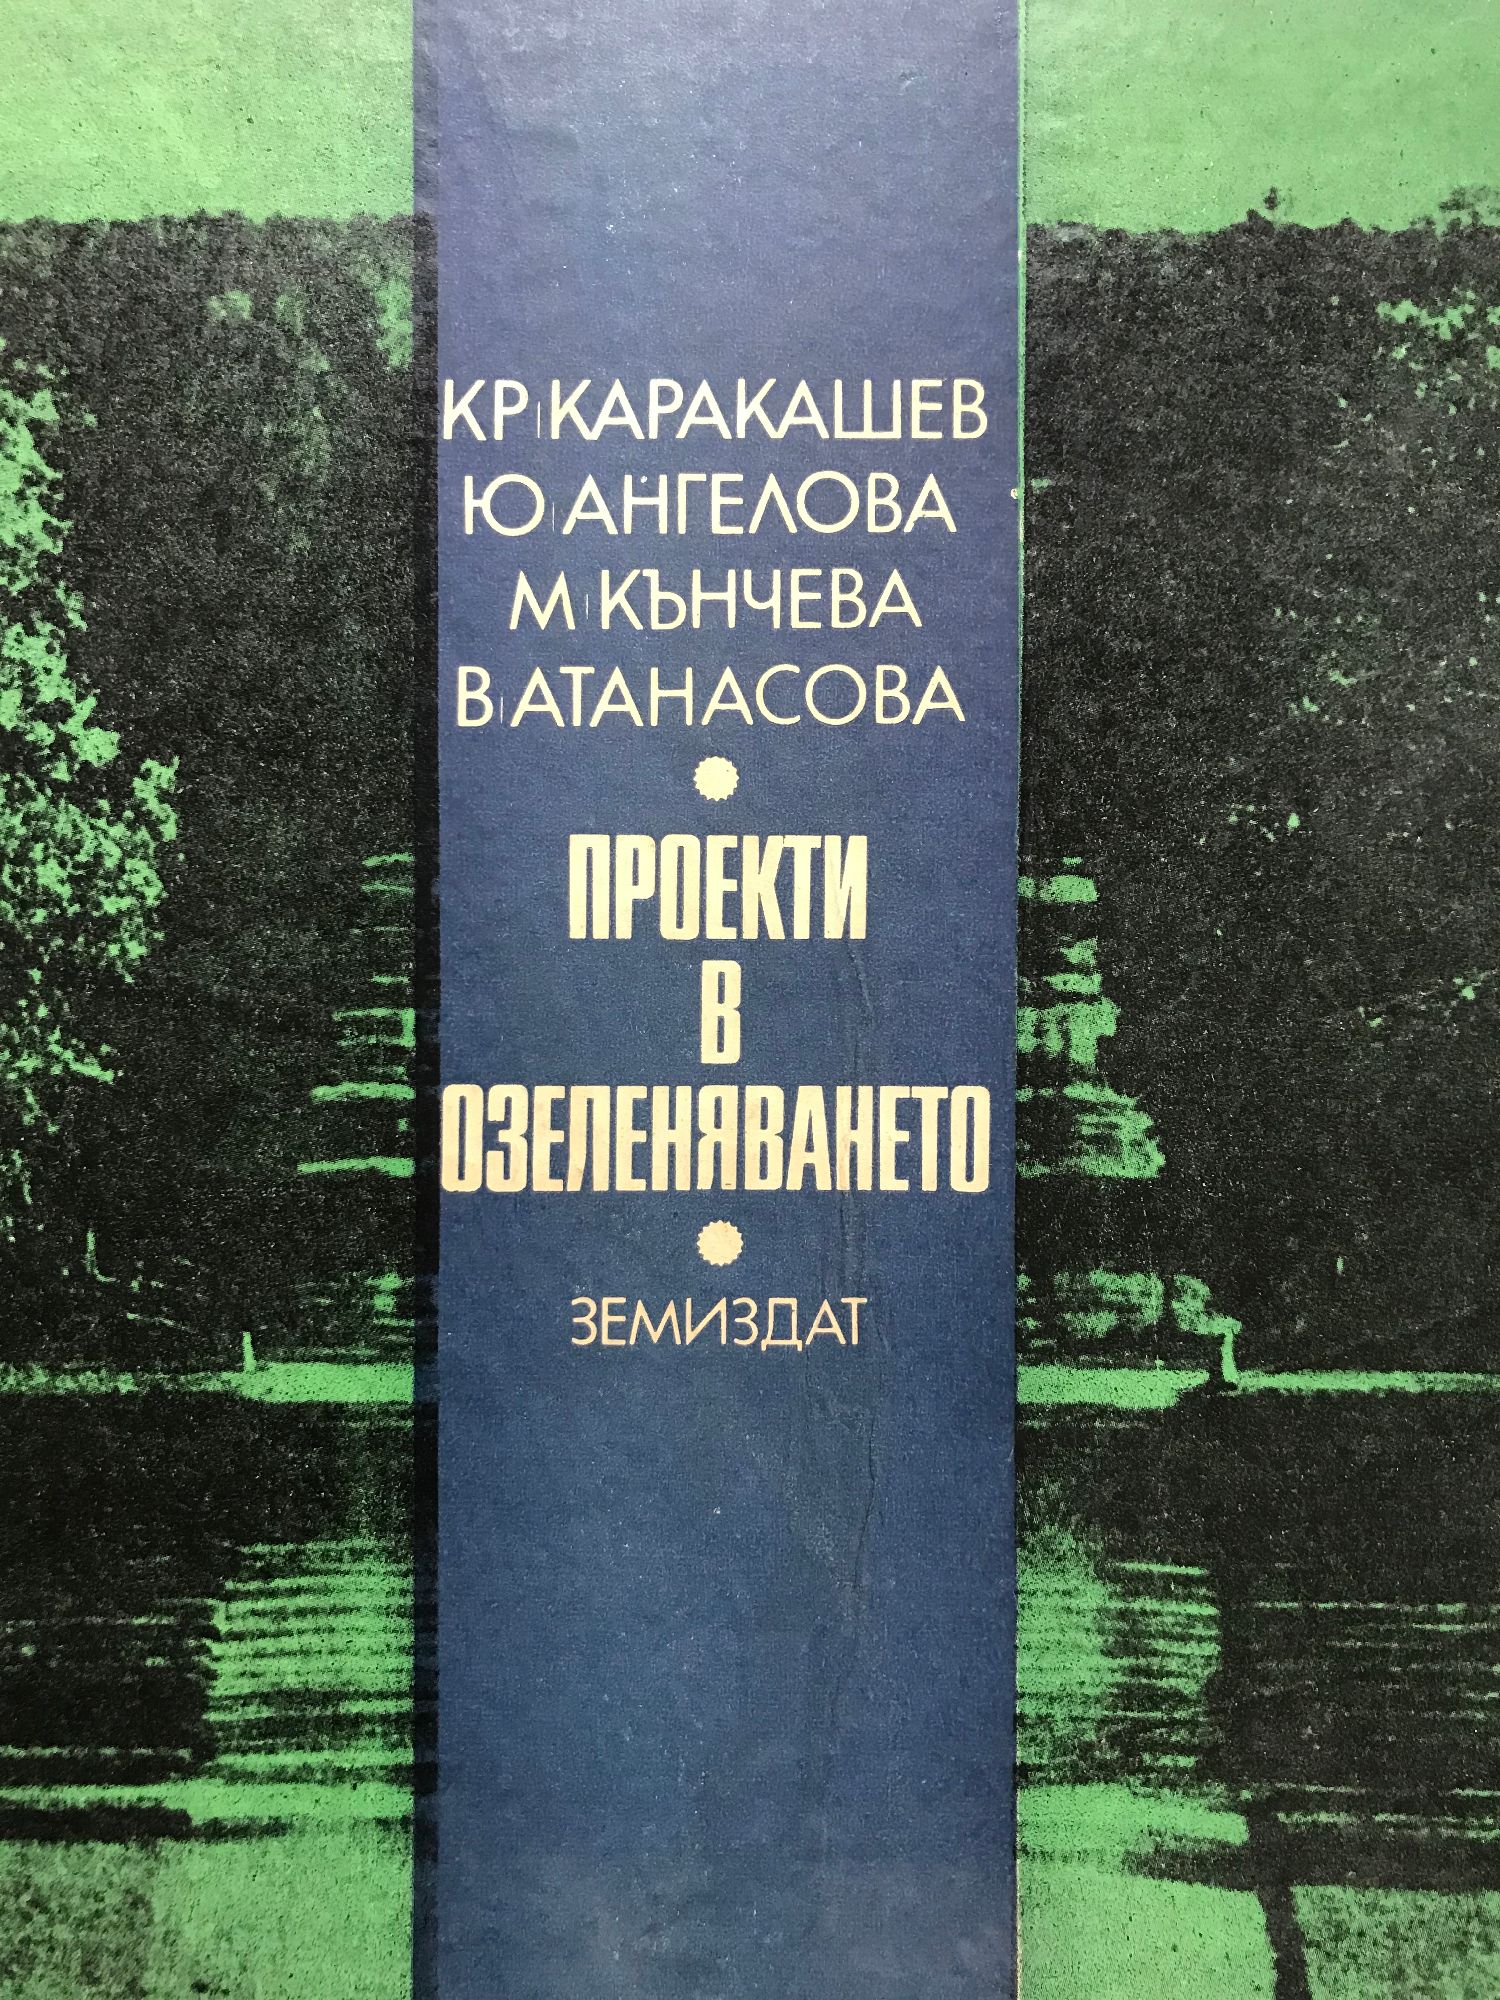 КР|КАРАКАШЕВ
Ю|АНГЕЛОВА
М|КЪНЧЕВА
В|АТАНАСОВА
ПРОЕКТИ
В
ОЗЕЛЕНЯВАНЕТО
ЗЕМИЗДАТ